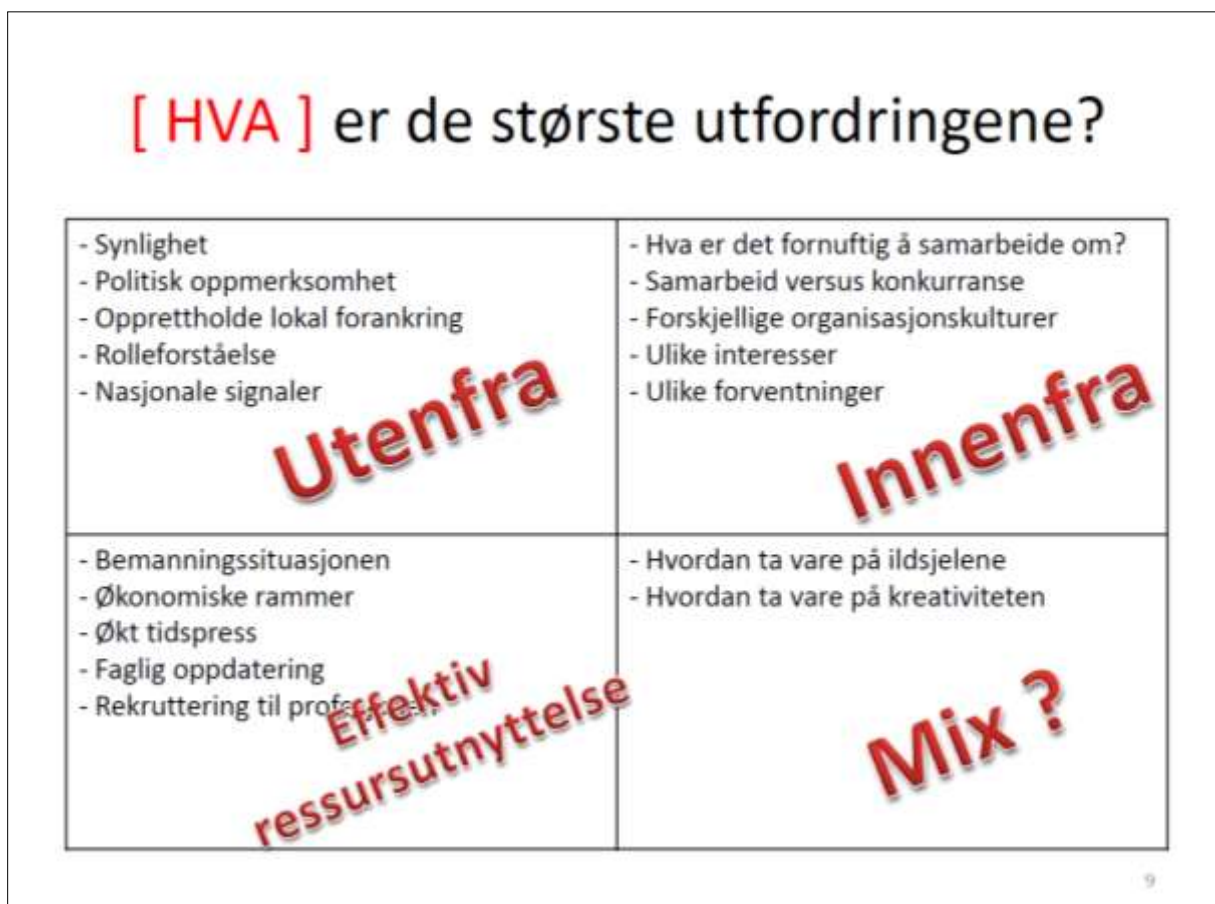 [ HVA ] er de største utfordringene?
- Synlighet
- Politisk oppmerksomhet
- Opprettholde lokal forankring
- Rolleforståelse
- Nasjonale signaler
Utenfra
- Hva er det fornuftig å samarbeide om?
- Samarbeid versus konkurranse
- Forskjellige organisasjonskulturer
- Ulike interesser
- Ulike forventninger
Innenfra
- Bemanningssituasjonen
- Økonomiske rammer
- Økt tidspress
- Faglig oppdatering
- Rekruttering til
Effektiv
ressursutnyttelse
- Hvordan ta vare på ildsjelene
- Hvordan ta vare på kreativiteten
Mix ?
9